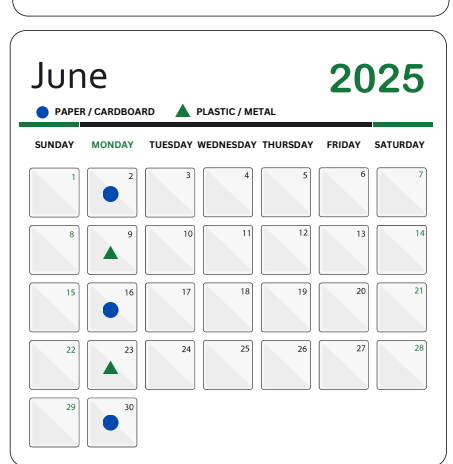 June 2025
PAPER / CARDBOARD PLASTIC / METAL
SUNDAY MONDAY TUESDAY WEDNESDAY THURSDAY FRIDAY SATURDAY
1 2 3 4 5 6 7
8 9 10 11 12 13 14
15 16 17 18 19 20 21
22 23 24 25 26 27 28
29 30